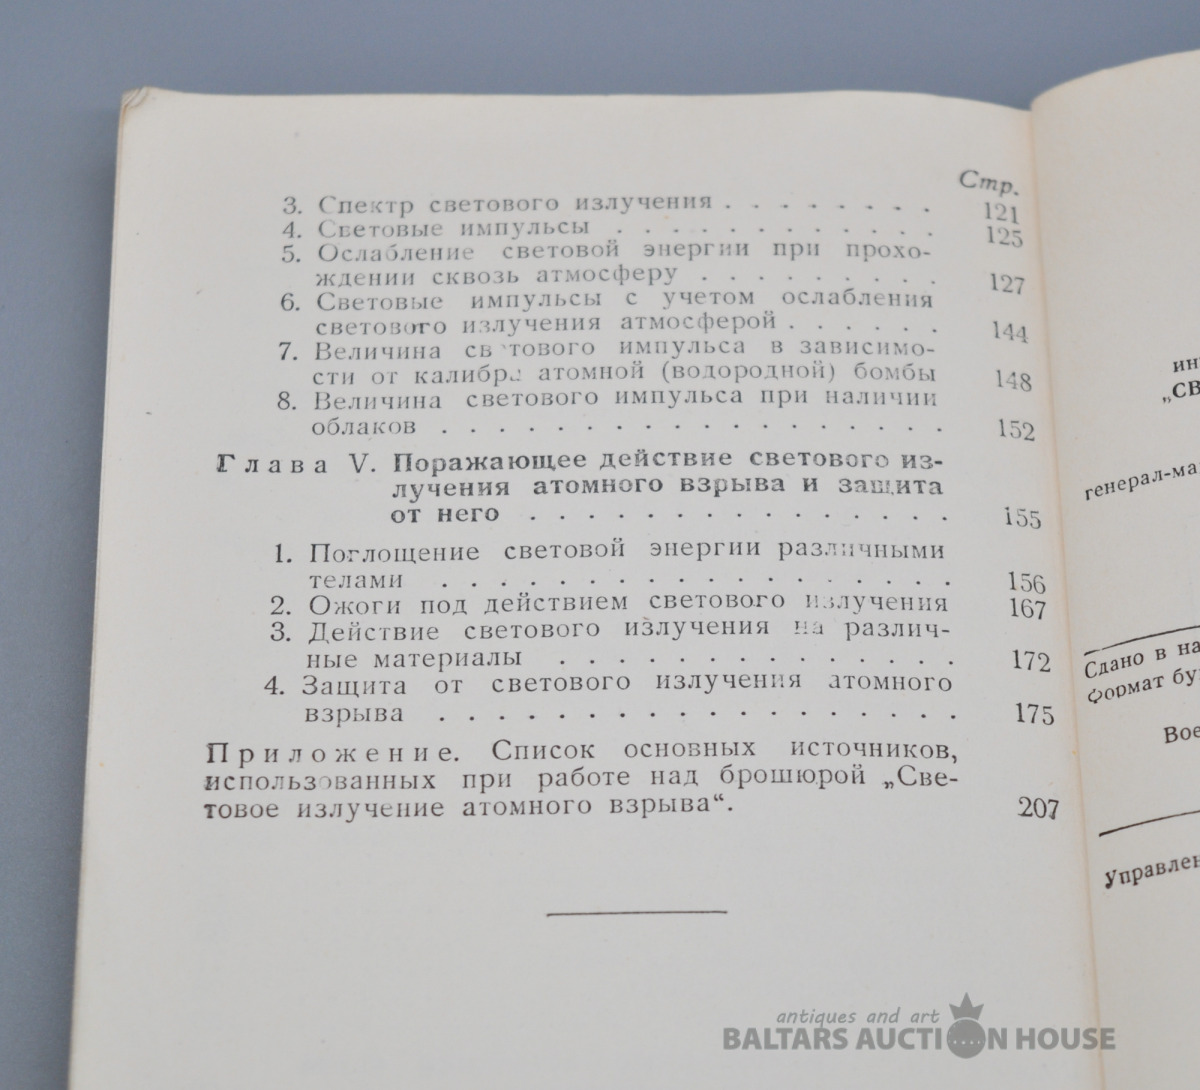 Стр.
3. Спектр светового излучения . . . . . . . . 121
4. Световые импульсы . . . . . . . . . . . . 125
5. Ослабление световой энергии при прохо-
ждении сквозь атмосферу . . . . . . . . . 127
6. Световые импульсы с учетом ослабления
светового излучения атмосферой . . . . . . 144
7. Величина св тового импульса в зависимо-
сти от калибра атомной (водородной) бомбы 148
8. Величина светового импульса при наличии
облаков . . . . . . . . . . . . . . . . . . 152
Глава V. Поражающее действие светового из-
лучения атомного взрыва и защита
от него . . . . . . . . . . . . . . . 155
1. Поглощение световой энергии различными
телами . . . . . . . . . . . . . . . . . . 156
2. Ожоги под действием светового излучения 167
3. Действие светового излучения на различ-
ные материалы . . . . . . . . . . . . . . 172
4. Защита от светового излучения атомного
взрыва . . . . . . . . . . . . . . . . . . 175
Приложение. Список основных источников,
использованных при работе над брошюрой „Све-
товое излучение атомного взрыва“. 207
ин
„СВ
генерал-ма
Сдано в на
Формат бу
Вое
Управлен
antiques and art
BALTARS AUCTION HOUSE